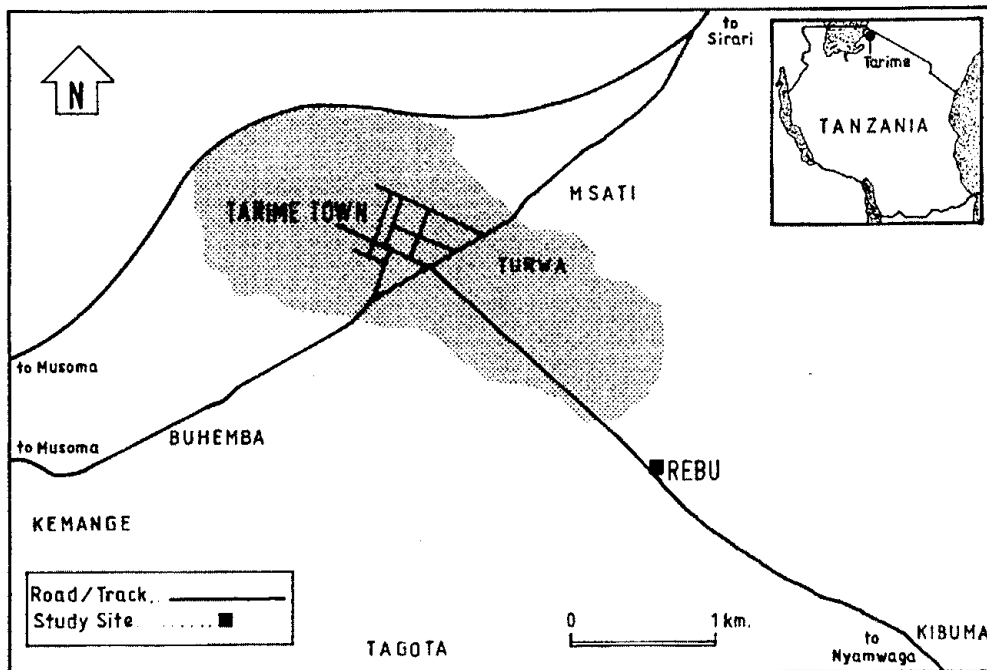 to
Sirari
N
Tarime
TANZANIA
MSATI
TARIME TOWN
TURWA
to Musoma
to Musoma
BUHEMBA
REBU
KEMANGE
Road/Track..
Study Site ......
0 1 km.
TAGOTA
KIBUMA
to
Nyamwaga